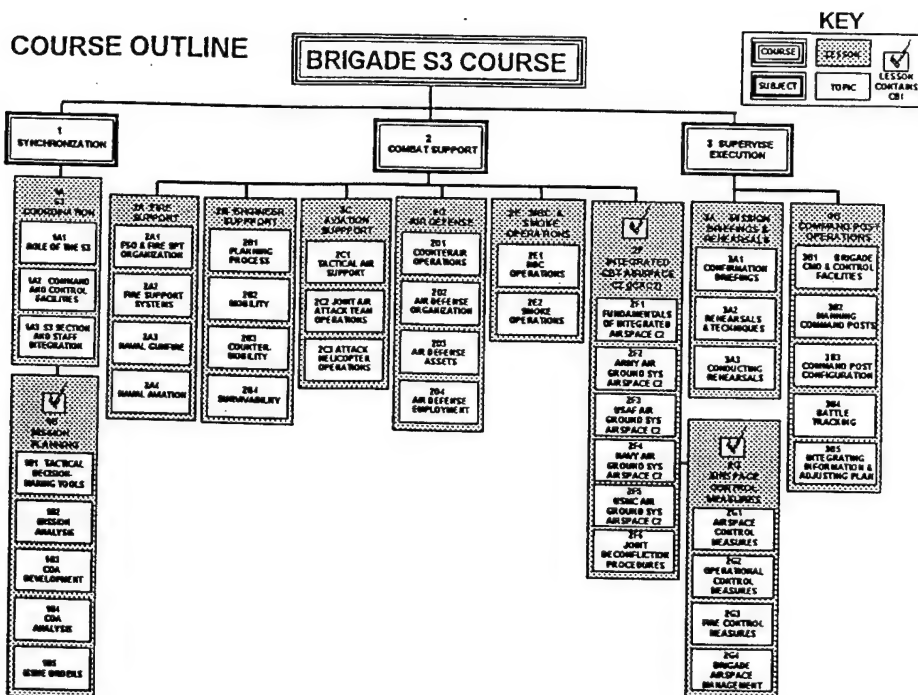 COURSE OUTLINE
BRIGADE S3 COURSE
KEY
COURSE
LESSON
SUBJECT
TOPIC
LESSON
CONTAINS
CBI
1
SYNCHRONIZATION
2
COMBAT SUPPORT
3 SUPERVISE
EXECUTION
COORDINATION
1A1
ROLE OF THE S3
1A2 COMMAND
AND CONTROL
FACILITIES
1A3 S3 SECTION
AND STAFF
INTEGRATION
PLANNING
1B1 TACTICAL
DECISION-
MAKING TOOLS
1B2
MISSION
ANALYSIS
1B3
COA
DEVELOPMENT
1B4
COA
ANALYSIS
1B5
ISSUE ORDERS
2A FIRE
SUPPORT
2A1
FSO & FIRE SPT
ORGANIZATION
2A2
FIRE SUPPORT
SYSTEMS
2A3
NAVAL GUNFIRE
2A4
NAVAL AVIATION
2B ENGINEER
SUPPORT
2B1
PLANNING
PROCESS
2B2
MOBILITY
2B3
COUNTER-
MOBILITY
2B4
SURVIVABILITY
2C
AVIATION
SUPPORT
2C1
TACTICAL AIR
SUPPORT
2C2 JOINT AIR
ATTACK TEAM
OPERATIONS
2C3 ATTACK
HELICOPTER
OPERATIONS
2D
AIR DEFENSE
2D1
COUNTERAIR
OPERATIONS
2D2
AIR DEFENSE
ORGANIZATION
2D3
AIR DEFENSE
ASSETS
2D4
AIR DEFENSE
EMPLOYMENT
2E NBC &
SMOKE
OPERATIONS
2E1
NBC
OPERATIONS
2E2
SMOKE
OPERATIONS
2F
INTEGRATED
CBT AIRSPACE
2F1
FUNDAMENTALS
OF INTEGRATED
AIRSPACE C2
2F2
ARMY AIR
GROUND SYS
AIRSPACE C2
2F3
USAF AIR
GROUND SYS
AIRSPACE C2
2F4
NAVY AIR
GROUND SYS
AIRSPACE C2
2F5
USMC AIR
GROUND SYS
AIRSPACE C2
2F6
JOINT
DECONFLICTION
PROCEDURES
2G
AIRSPACE
CONTROL
MEASURES
2G1
AIRSPACE
CONTROL
MEASURES
2G2
OPERATIONAL
CONTROL
MEASURES
2G3
FIRE CONTROL
MEASURES
2G4
BRIGADE
AIRSPACE
MANAGEMENT
3A MISSION
BRIEFINGS &
REHEARSALS
3A1
CONFIRMATION
BRIEFINGS
3A2
REHEARSALS
& TECHNIQUES
3A3
CONDUCTING
REHEARSALS
3B
COMMAND POST
OPERATIONS
3B1 BRIGADE
CMD & CONTROL
FACILITIES
3B2
MANNING
COMMAND POSTS
3B3
COMMAND POST
CONFIGURATION
3B4
BATTLE
TRACKING
3B5
INTEGRATING
INFORMATION &
ADJUSTING PLAN